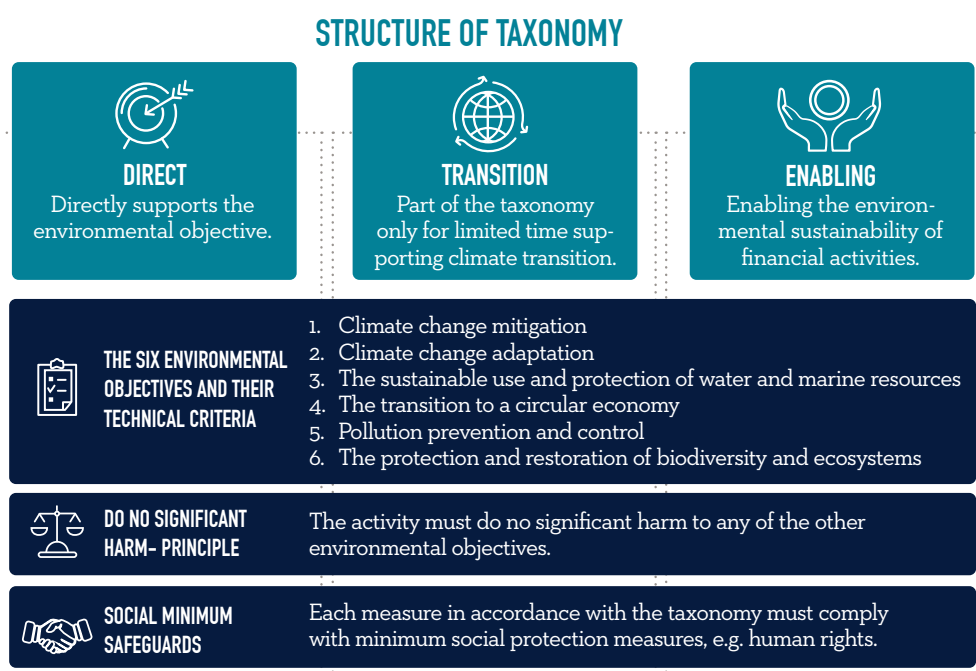 STRUCTURE OF TAXONOMY
DIRECT
Directly supports the
environmental objective.
TRANSITION
Part of the taxonomy
only for limited time sup-
porting climate transition.
ENABLING
Enabling the environ-
mental sustainability of
financial activities.
THE SIX ENVIRONMENTAL
OBJECTIVES AND THEIR
TECHNICAL CRITERIA
1. Climate change mitigation
2. Climate change adaptation
3. The sustainable use and protection of water and marine resources
4. The transition to a circular economy
5. Pollution prevention and control
6. The protection and restoration of biodiversity and ecosystems
DO NO SIGNIFICANT
HARM- PRINCIPLE
The activity must do no significant harm to any of the other
environmental objectives.
SOCIAL MINIMUM
SAFEGUARDS
Each measure in accordance with the taxonomy must comply
with minimum social protection measures, e.g. human rights.